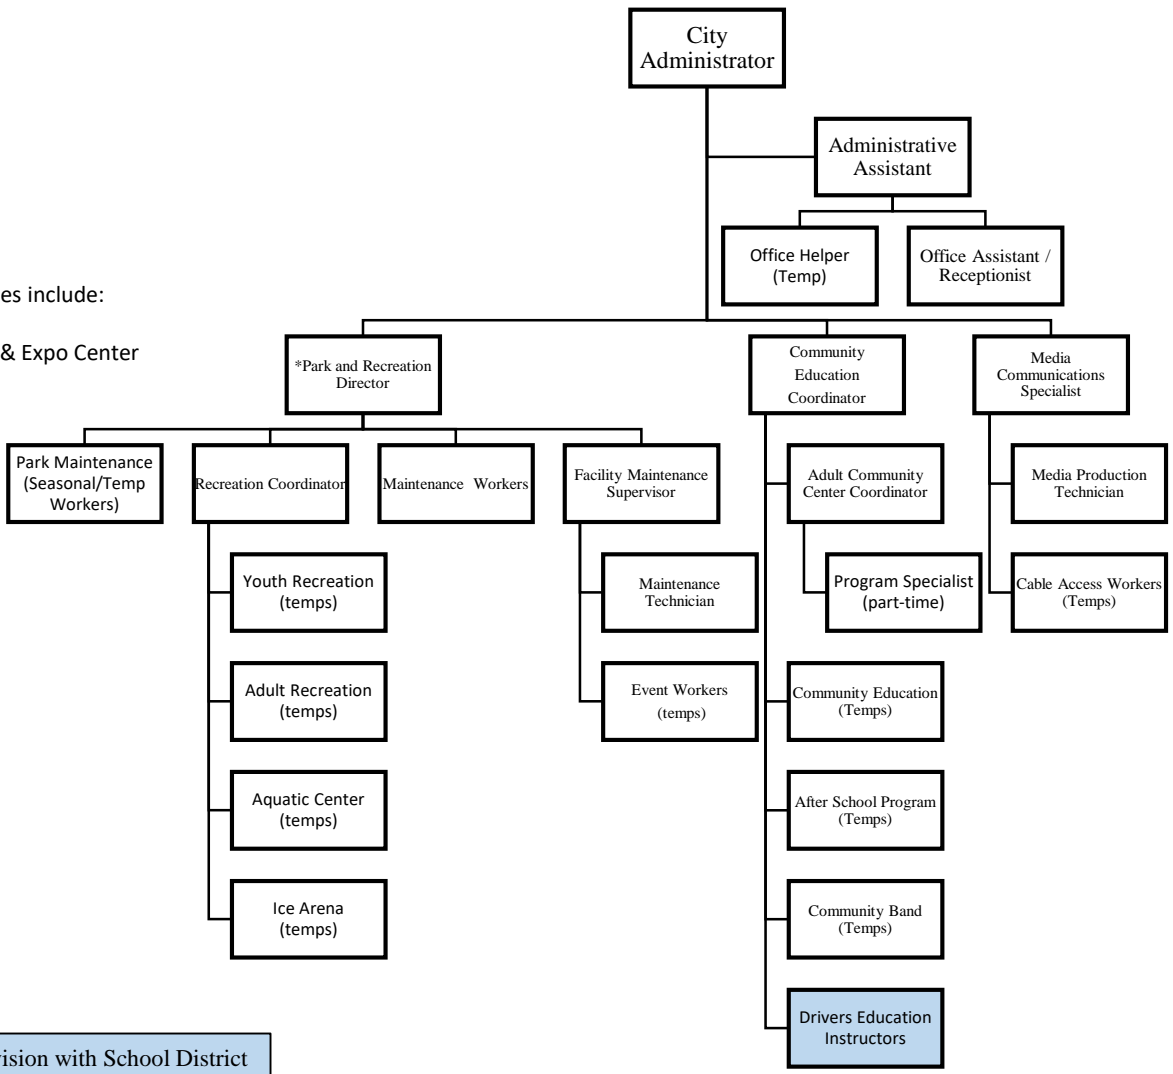 City
Administrator
Administrative
Assistant
Office Helper
(Temp)
Office Assistant /
Receptionist
es include:
& Expo Center
*Park and Recreation
Director
Community
Education
Coordinator
Media
Communications
Specialist
Park Maintenance
(Seasonal/Temp
Workers)
Recreation Coordinator
Maintenance Workers
Facility Maintenance
Supervisor
Adult Community
Center Coordinator
Media Production
Technician
Youth Recreation
(temps)
Maintenance
Technician
Program Specialist
(part-time)
Cable Access Workers
(Temps)
Adult Recreation
(temps)
Event Workers
(temps)
Community Education
(Temps)
Aquatic Center
(temps)
After School Program
(Temps)
Ice Arena
(temps)
Community Band
(Temps)
Drivers Education
Instructors
vision with School District